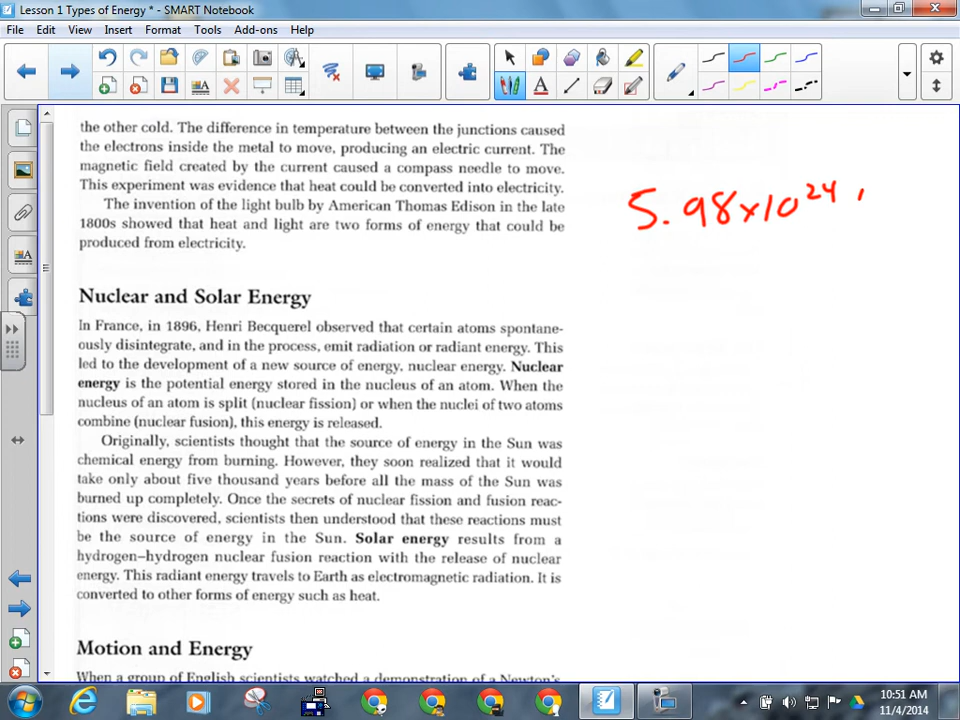 Lesson 1 Types of Energy * - SMART Notebook
File Edit View Insert Format Tools Add-ons Help
the other cold. The difference in temperature between the junctions caused
the electrons inside the metal to move, producing an electric current. The
magnetic field created by the current caused a compass needle to move.
This experiment was evidence that heat could be converted into electricity.
The invention of the light bulb by American Thomas Edison in the late
1800s showed that heat and light are two forms of energy that could be
produced from electricity.
5.98x10²⁴
Nuclear and Solar Energy
In France, in 1896, Henri Becquerel observed that certain atoms spontane-
ously disintegrate, and in the process, emit radiation or radiant energy. This
led to the development of a new source of energy, nuclear energy. Nuclear
energy is the potential energy stored in the nucleus of an atom. When the
nucleus of an atom is split (nuclear fission) or when the nuclei of two atoms
combine (nuclear fusion), this energy is released.
Originally, scientists thought that the source of energy in the Sun was
chemical energy from burning. However, they soon realized that it would
take only about five thousand years before all the mass of the Sun was
burned up completely. Once the secrets of nuclear fission and fusion reac-
tions were discovered, scientists then understood that these reactions must
be the source of energy in the Sun. Solar energy results from a
hydrogen–hydrogen nuclear fusion reaction with the release of nuclear
energy. This radiant energy travels to Earth as electromagnetic radiation. It is
converted to other forms of energy such as heat.
Motion and Energy
When a group of English scientists watched a demonstration of a Newton's
10:51 AM
11/4/2014